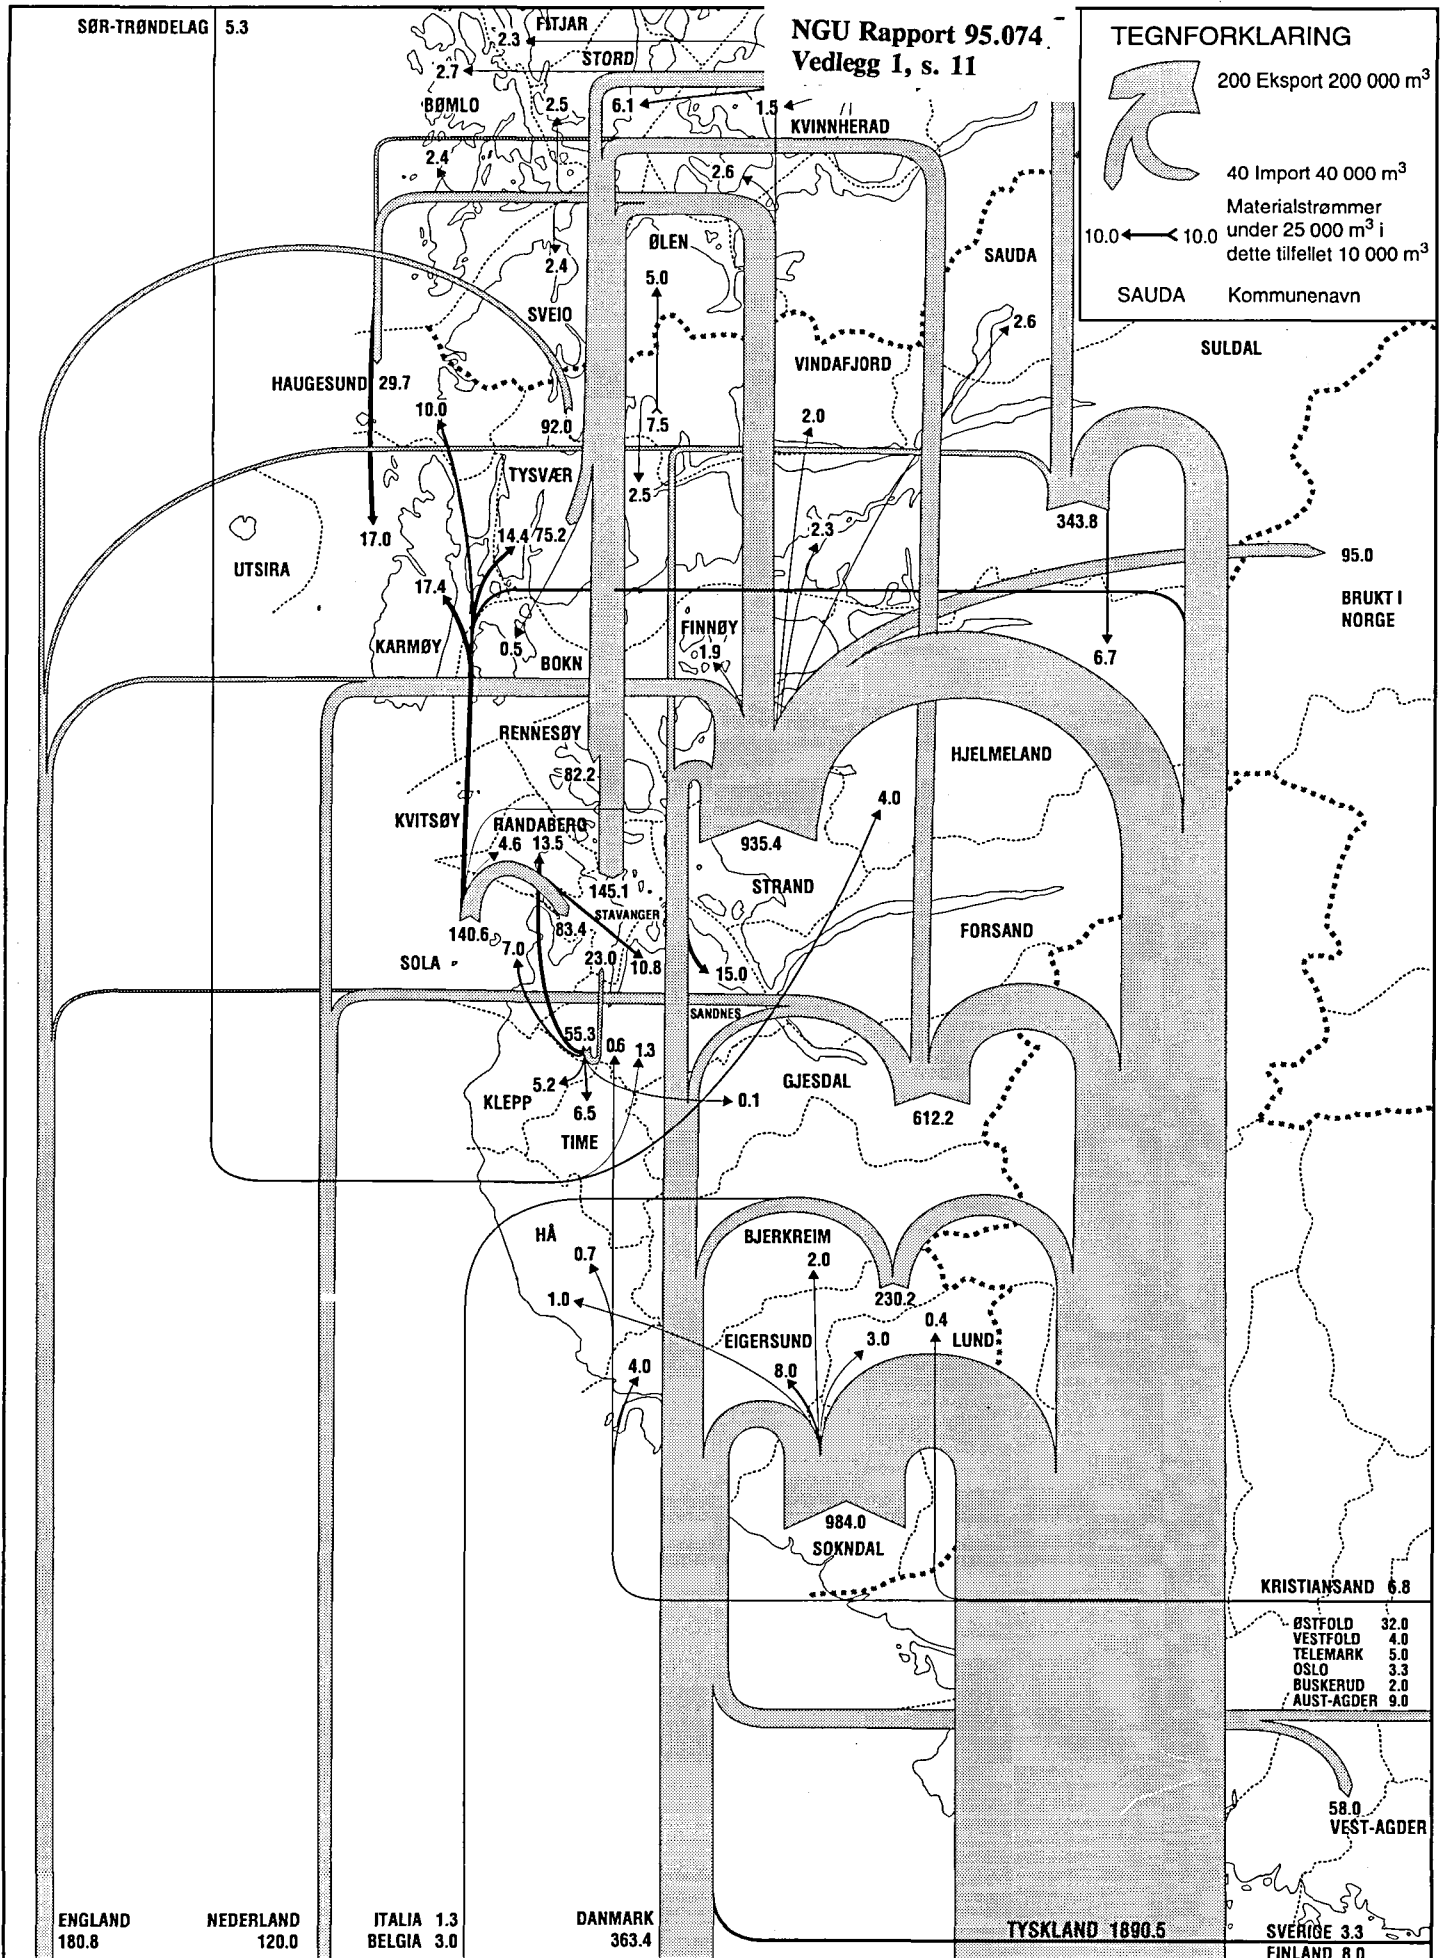 SØR-TRØNDELAG 5.3
FITJAR
2.3
STORD
2.7
BØMLO
2.5
6.1
1.5
NGU Rapport 95.074
Vedlegg 1, s. 11
TEGNFORKLARING
200 Eksport 200 000 m³
40 Import 40 000 m³
Materialstrømmer
under 25 000 m³ i
dette tilfellet 10 000 m³
10.0 10.0
SAUDA Kommunenavn
KVINNHERAD
2.4
2.6
ØLEN
2.4
5.0
SAUDA
SVEIO
2.6
VINDAFJORD
SULDAL
HAUGESUND 29.7
10.0
92.0
7.5
2.0
TYSVÆR
2.5
343.8
17.0
14.4 75.2
2.3
95.0
UTSIRA
17.4
BRUKT I
NORGE
FINNØY
KARMØY
0.5
BOKN
1.9
6.7
RENNESØY
HJELMELAND
82.2
4.0
KVITSØY
RANDABERG
4.6 13.5
935.4
STRAND
145.1
STAVANGER
140.6
83.4
FORSAND
7.0
SOLA
23.0
10.8
15.0
SANDNES
55.3
0.6
1.3
5.2
GJESDAL
KLEPP
6.5
0.1
612.2
TIME
HÅ
BJERKREIM
0.7
2.0
1.0
230.2
0.4
EIGERSUND
3.0
LUND
4.0
8.0
984.0
SOKNDAL
KRISTIANSAND 6.8
ØSTFOLD 32.0
VESTFOLD 4.0
TELEMARK 5.0
OSLO 3.3
BUSKERUD 2.0
AUST-AGDER 9.0
58.0
VEST-AGDER
ENGLAND
180.8
NEDERLAND
120.0
ITALIA 1.3
BELGIA 3.0
DANMARK
363.4
TYSKLAND 1890.5
SVERIGE 3.3
FINLAND 8.0